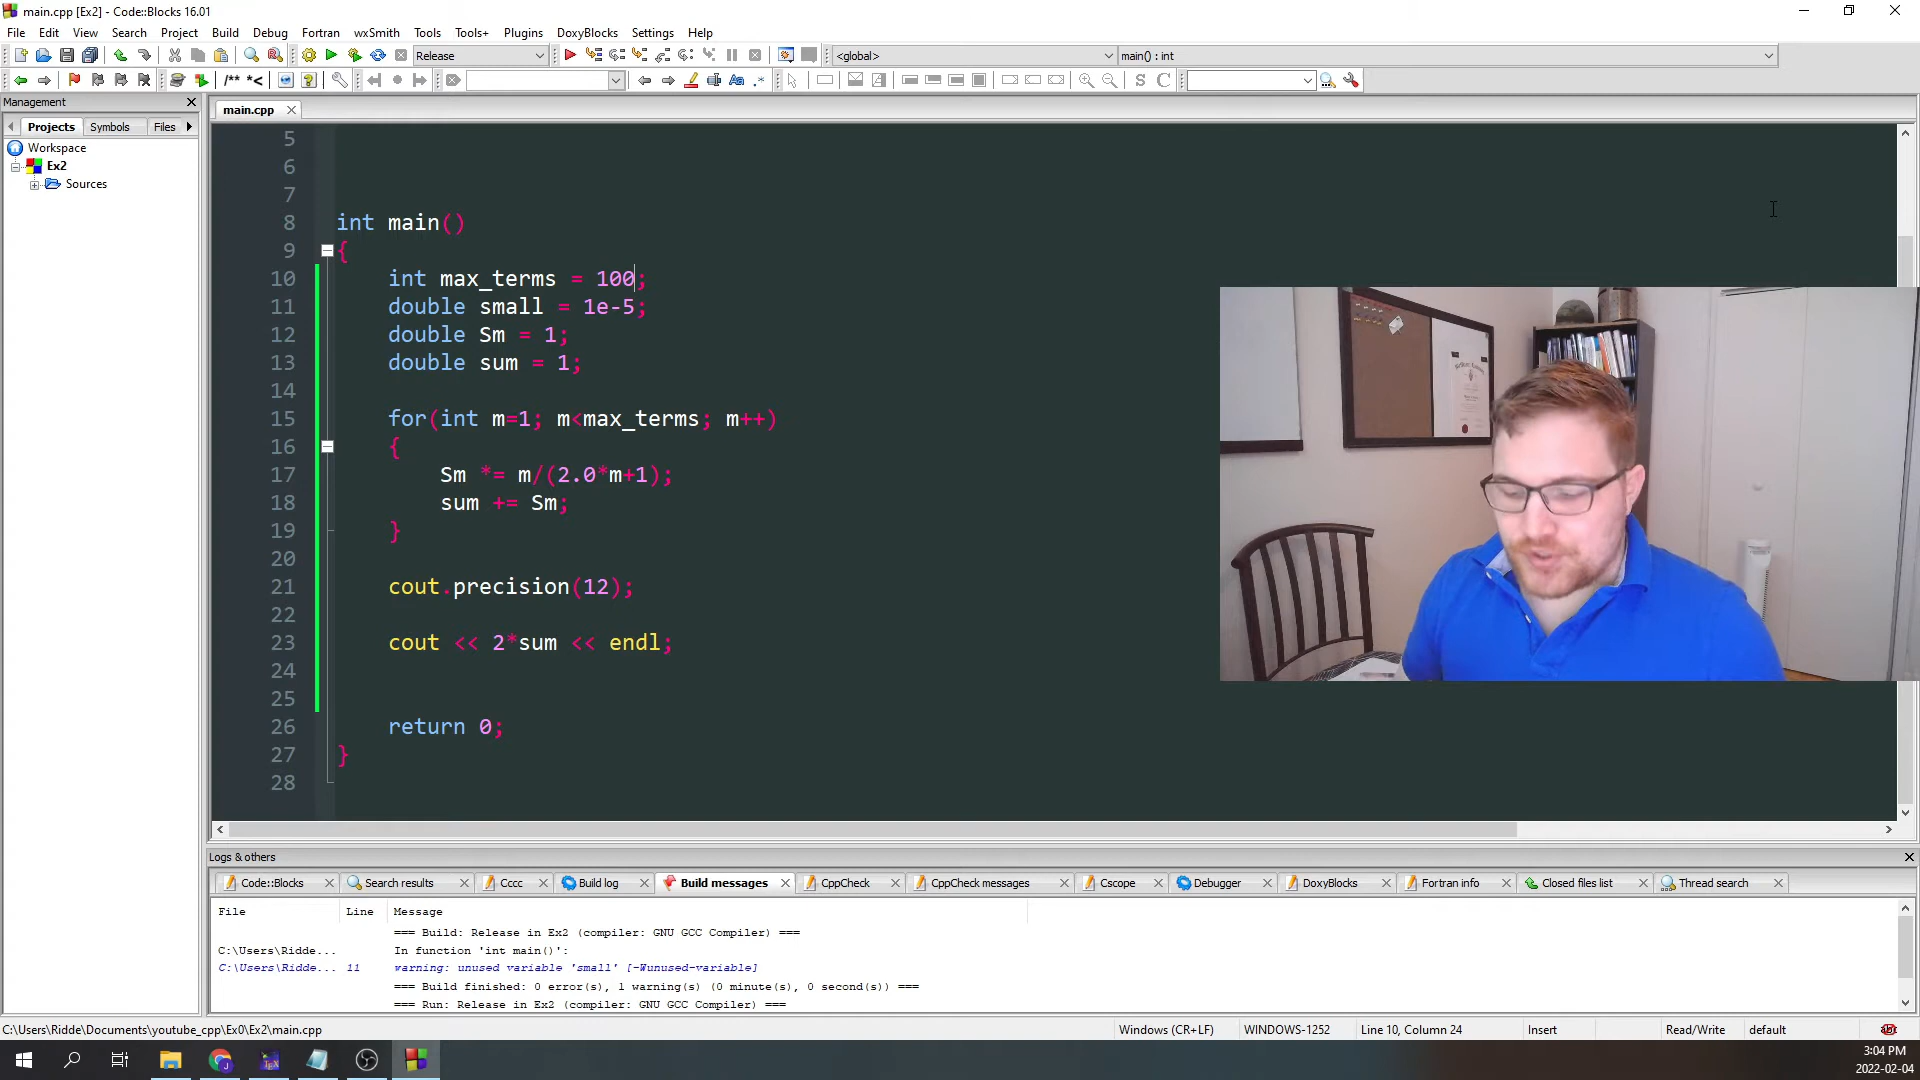 main.cpp [Ex2] - Code::Blocks 16.01
File Edit View Search Project Build Debug Fortran wxSmith Tools Tools+ Plugins DoxyBlocks Settings Help
Release <global> main() : int
/** *<
Management
Projects Symbols Files
main.cpp
Workspace
Ex2
Sources
5
6
7
8 int main()
9 {
10 int max_terms = 100;
11 double small = 1e-5;
12 double Sm = 1;
13 double sum = 1;
14
15 for(int m=1; m<max_terms; m++)
16 {
17 Sm *= m/(2.0*m+1);
18 sum += Sm;
19 }
20
21 cout.precision(12);
22
23 cout << 2*sum << endl;
24
25
26 return 0;
27 }
28
Logs & others
Code::Blocks Search results Cccc Build log Build messages CppCheck CppCheck messages Cscope Debugger DoxyBlocks Fortran info Closed files list Thread search
File Line Message
=== Build: Release in Ex2 (compiler: GNU GCC Compiler) ===
C:\Users\Ridde... In function 'int main()':
C:\Users\Ridde... 11 warning: unused variable 'small' [-Wunused-variable]
=== Build finished: 0 error(s), 1 warning(s) (0 minute(s), 0 second(s)) ===
=== Run: Release in Ex2 (compiler: GNU GCC Compiler) ===
C:\Users\Ridde\Documents\youtube_cpp\Ex0\Ex2\main.cpp Windows (CR+LF) WINDOWS-1252 Line 10, Column 24 Insert Read/Write default
3:04 PM
2022-02-04